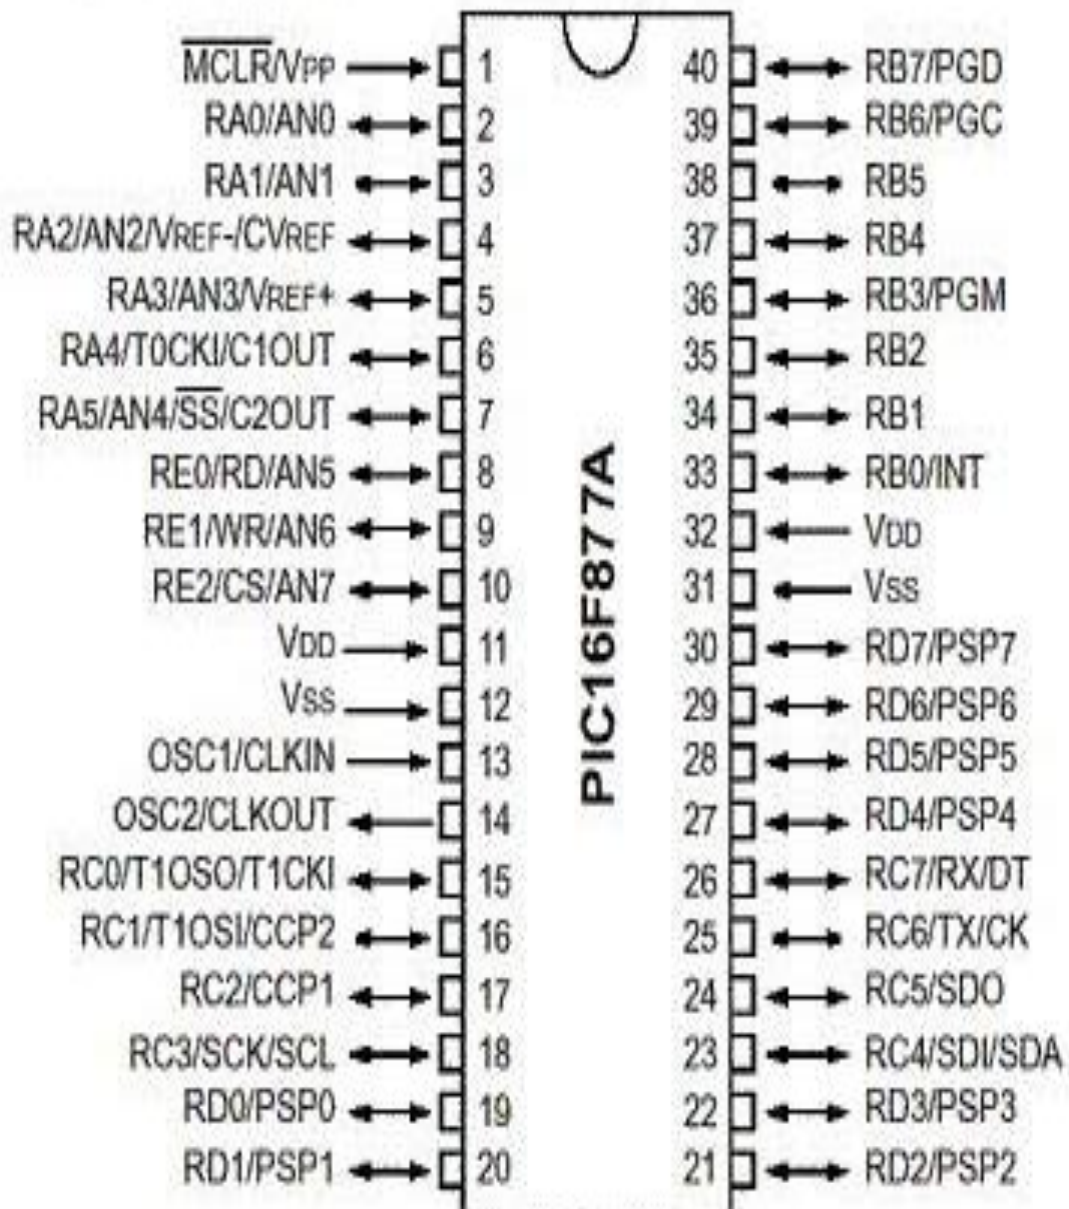 MCLR/VPP 1 40 RB7/PGD
RA0/AN0 2 39 RB6/PGC
RA1/AN1 3 38 RB5
RA2/AN2/VREF-/CVREF 4 37 RB4
RA3/AN3/VREF+ 5 36 RB3/PGM
RA4/T0CKI/C1OUT 6 35 RB2
RA5/AN4/SS/C2OUT 7 34 RB1
RE0/RD/AN5 8 33 RB0/INT
RE1/WR/AN6 9 32 VDD
RE2/CS/AN7 10 31 VSS
VDD 11 30 RD7/PSP7
VSS 12 29 RD6/PSP6
OSC1/CLKIN 13 28 RD5/PSP5
OSC2/CLKOUT 14 27 RD4/PSP4
RC0/T1OSO/T1CKI 15 26 RC7/RX/DT
RC1/T1OSI/CCP2 16 25 RC6/TX/CK
RC2/CCP1 17 24 RC5/SDO
RC3/SCK/SCL 18 23 RC4/SDI/SDA
RD0/PSP0 19 22 RD3/PSP3
RD1/PSP1 20 21 RD2/PSP2
PIC16F877A